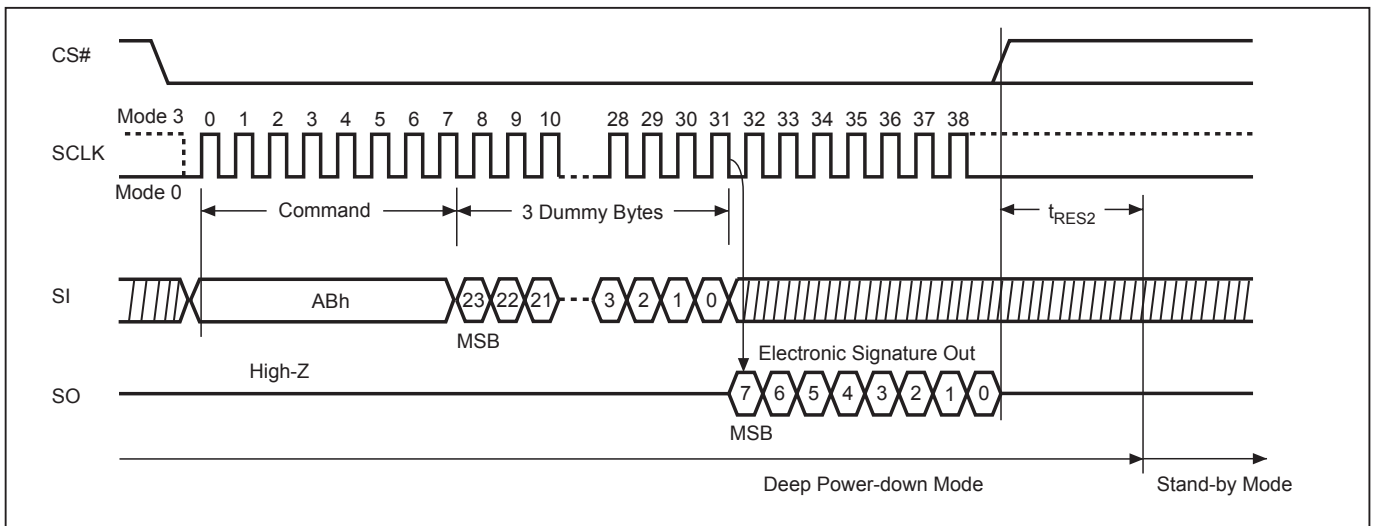 CS#
Mode 3 0 1 2 3 4 5 6 7 8 9 10 28 29 30 31 32 33 34 35 36 37 38
SCLK
Mode 0
Command 3 Dummy Bytes tRES2
SI ABh 23 22 21 3 2 1 0
MSB
High-Z Electronic Signature Out
SO 7 6 5 4 3 2 1 0
MSB
Deep Power-down Mode Stand-by Mode